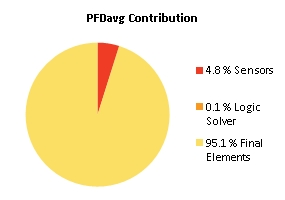 PFDavg Contribution
4.8 % Sensors
0.1 % Logic
Solver
95.1 % Final
Elements